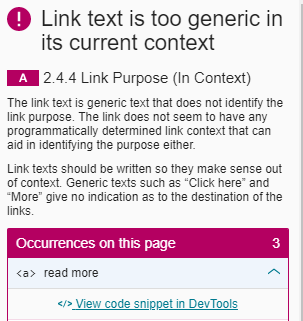 ! Link text is too generic in
its current context
A 2.4.4 Link Purpose (In Context)
The link text is generic text that does not identify the
link purpose. The link does not seem to have any
programmatically determined link context that can
aid in identifying the purpose either.
Link texts should be written so they make sense out
of context. Generic texts such as “Click here” and
“More” give no indication as to the destination of the
links.
Occurrences on this page 3
<a> read more
</> View code snippet in DevTools